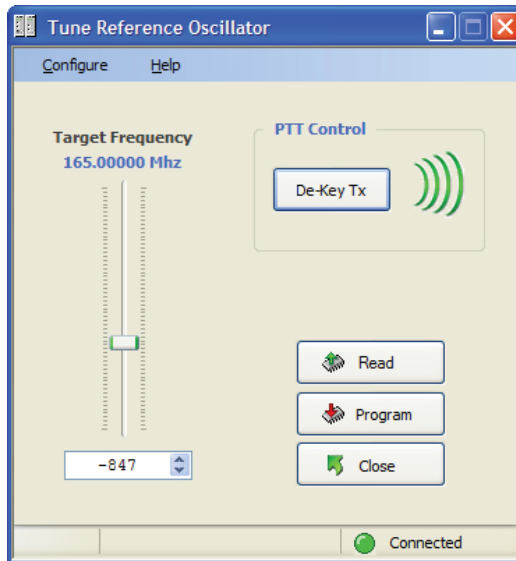 Tune Reference Oscillator
Configure Help
Target Frequency
165.00000 Mhz
-847
PTT Control
De-Key Tx
Read
Program
Close
Connected